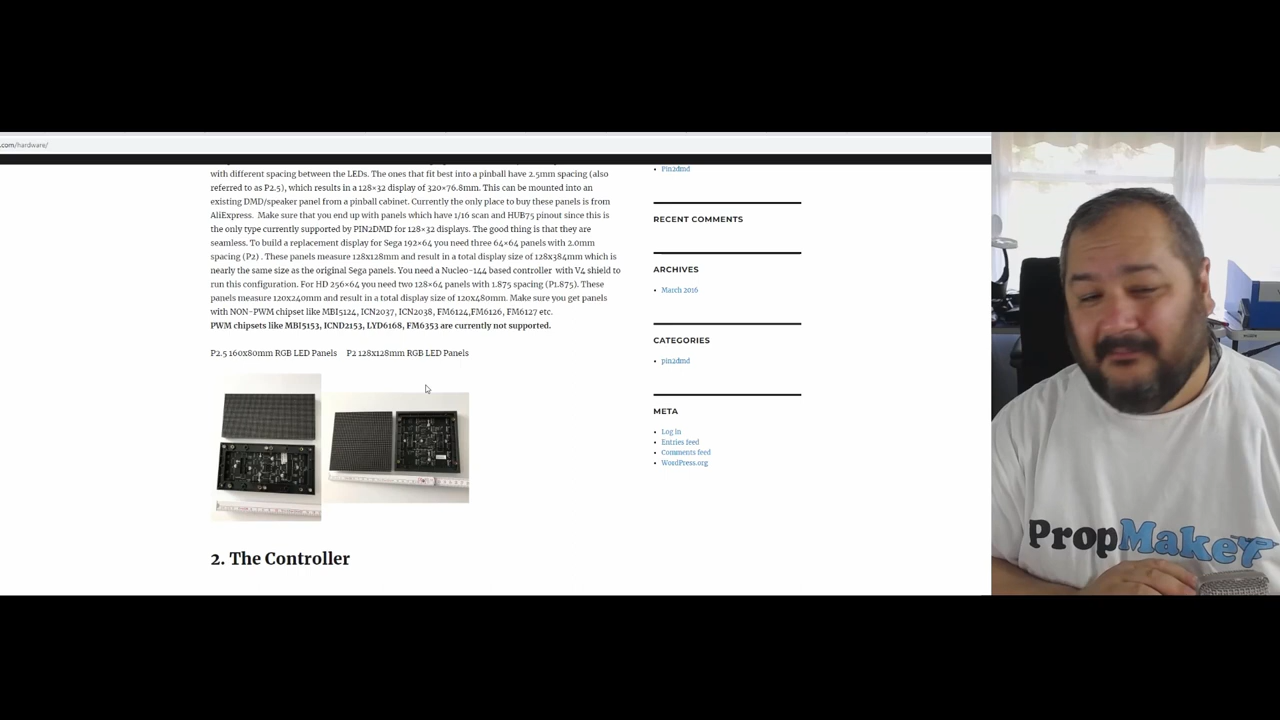 .com/hardware/
with different spacing between the LEDs. The ones that fit best into a pinball have 2.5mm spacing (also
referred to as P2.5), which results in a 128×32 display of 320×76.8mm. This can be mounted into an
existing DMD/speaker panel from a pinball cabinet. Currently the only place to buy these panels is from
AliExpress. Make sure that you end up with panels which have 1/16 scan and HUB75 pinout since this is
the only type currently supported by PIN2DMD for 128×32 displays. The good thing is that they are
seamless. To build a replacement display for Sega 192×64 you need three 64×64 panels with 2.0mm
spacing (P2) . These panels measure 128x128mm and result in a total display size of 128x384mm which is
nearly the same size as the original Sega panels. You need a Nucleo-144 based controller with V4 shield to
run this configuration. For HD 256×64 you need two 128×64 panels with 1.875 spacing (P1.875). These
panels measure 120x240mm and result in a total display size of 120x480mm. Make sure you get panels
with NON-PWM chipset like MBI5124, ICN2037, ICN2038, FM6124,FM6126, FM6127 etc.
PWM chipsets like MBI5153, ICND2153, LYD6168, FM6353 are currently not supported.
P2.5 160x80mm RGB LED Panels P2 128x128mm RGB LED Panels
2. The Controller
Pin2dmd
RECENT COMMENTS
ARCHIVES
March 2016
CATEGORIES
pin2dmd
META
Log in
Entries feed
Comments feed
WordPress.org
PropMaker